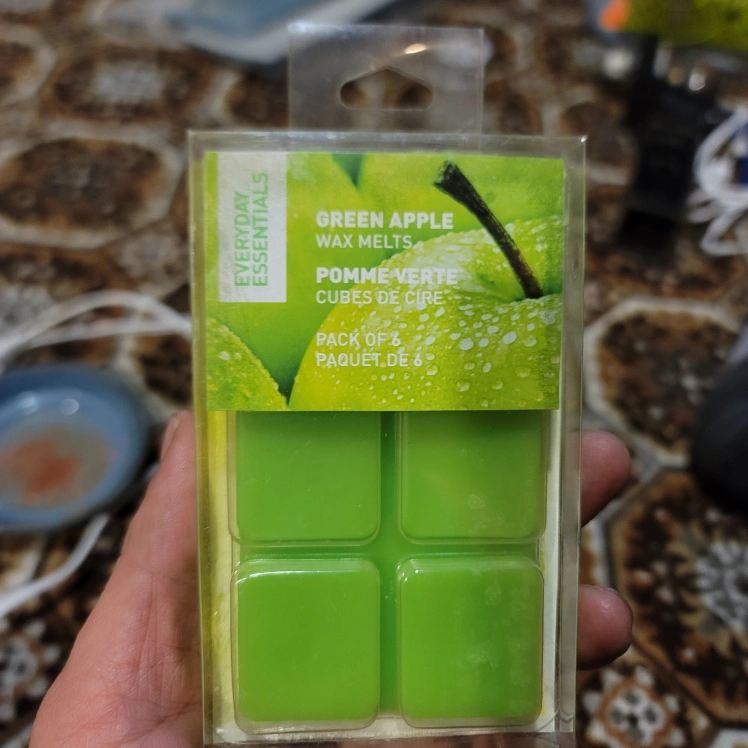 EVERYDAY
ESSENTIALS
GREEN APPLE
WAX MELTS
POMME VERTE
CUBES DE CIRE
PACK OF 6
PAQUET DE 6